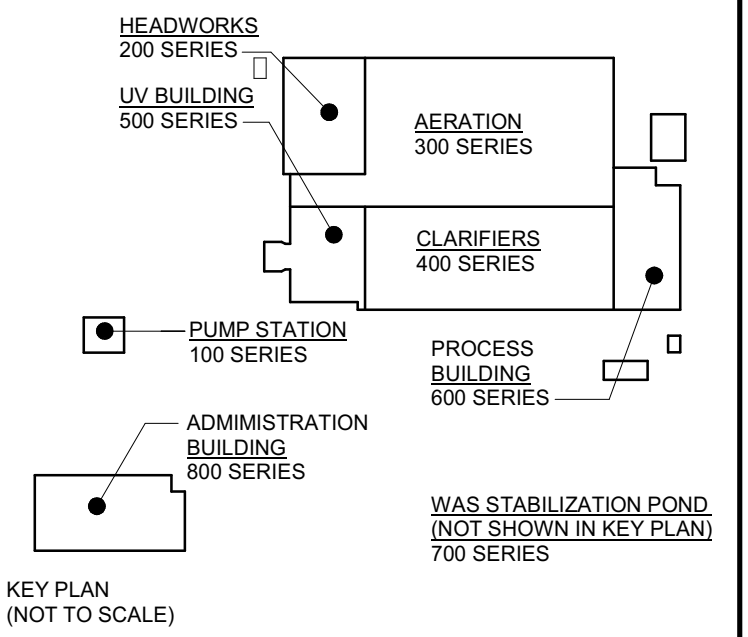 HEADWORKS
200 SERIES
UV BUILDING
500 SERIES
AERATION
300 SERIES
CLARIFIERS
400 SERIES
PUMP STATION
100 SERIES
PROCESS
BUILDING
600 SERIES
ADMIMISTRATION
BUILDING
800 SERIES
WAS STABILIZATION POND
(NOT SHOWN IN KEY PLAN)
700 SERIES
KEY PLAN
(NOT TO SCALE)